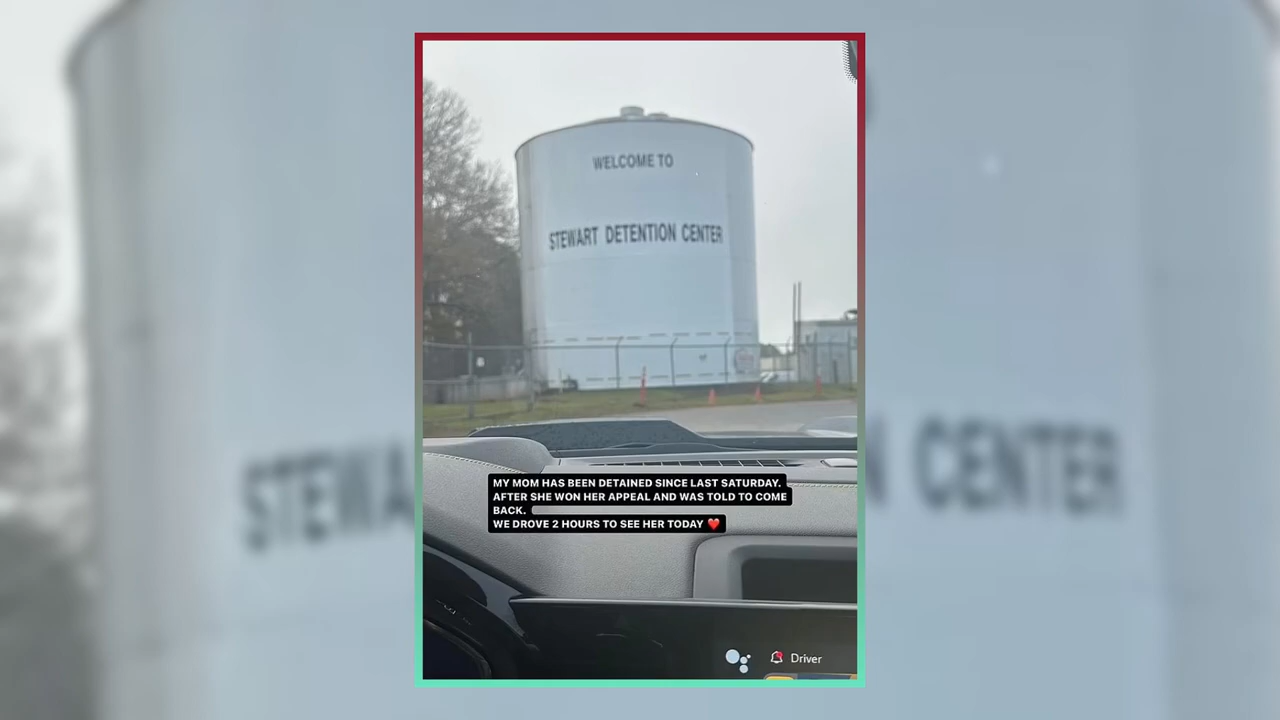 WELCOME TO
STEWART DETENTION CENTER
MY MOM HAS BEEN DETAINED SINCE LAST SATURDAY.
AFTER SHE WON HER APPEAL AND WAS TOLD TO COME
BACK.
WE DROVE 2 HOURS TO SEE HER TODAY ❤️
Driver